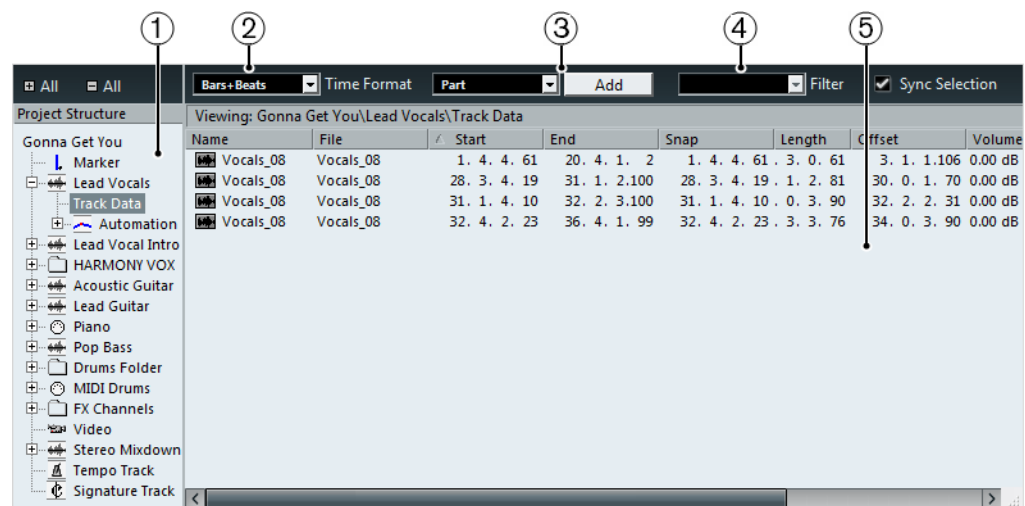 1 2 3 4 5
All All Bars+Beats Time Format Part Add Filter Sync Selection
Project Structure Viewing: Gonna Get You\Lead Vocals\Track Data
Gonna Get You Name File Start End Snap Length Offset Volume
Marker Vocals_08 Vocals_08 1. 4. 4. 61 20. 4. 1. 2 1. 4. 4. 61 . 3. 0. 61 3. 1. 1.106 0.00 dB
Lead Vocals Vocals_08 Vocals_08 28. 3. 4. 19 31. 1. 2.100 28. 3. 4. 19 . 1. 2. 81 30. 0. 1. 70 0.00 dB
Track Data Vocals_08 Vocals_08 31. 1. 4. 10 32. 2. 3.100 31. 1. 4. 10 . 0. 3. 90 32. 2. 2. 31 0.00 dB
Automation Vocals_08 Vocals_08 32. 4. 2. 23 36. 4. 1. 99 32. 4. 2. 23 . 3. 3. 76 34. 0. 3. 90 0.00 dB
Lead Vocal Intro
HARMONY VOX
Acoustic Guitar
Lead Guitar
Piano
Pop Bass
Drums Folder
MIDI Drums
FX Channels
Video
Stereo Mixdown
Tempo Track
Signature Track